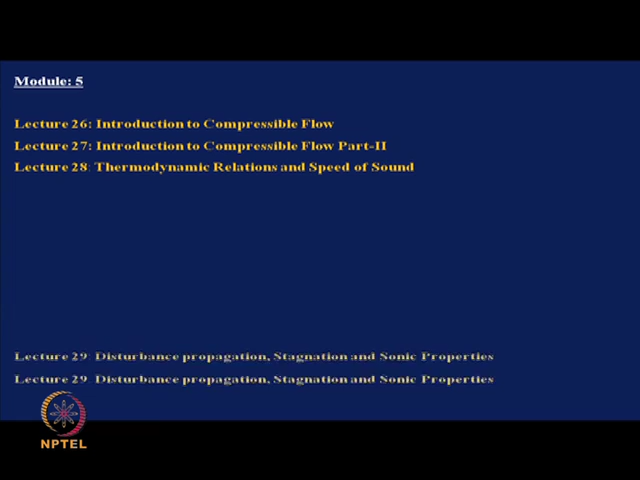 Module: 5
Lecture 26: Introduction to Compressible Flow
Lecture 27: Introduction to Compressible Flow Part-II
Lecture 28: Thermodynamic Relations and Speed of Sound
Lecture 29: Disturbance propagation, Stagnation and Sonic Properties
Lecture 29: Disturbance propagation, Stagnation and Sonic Properties
NPTEL